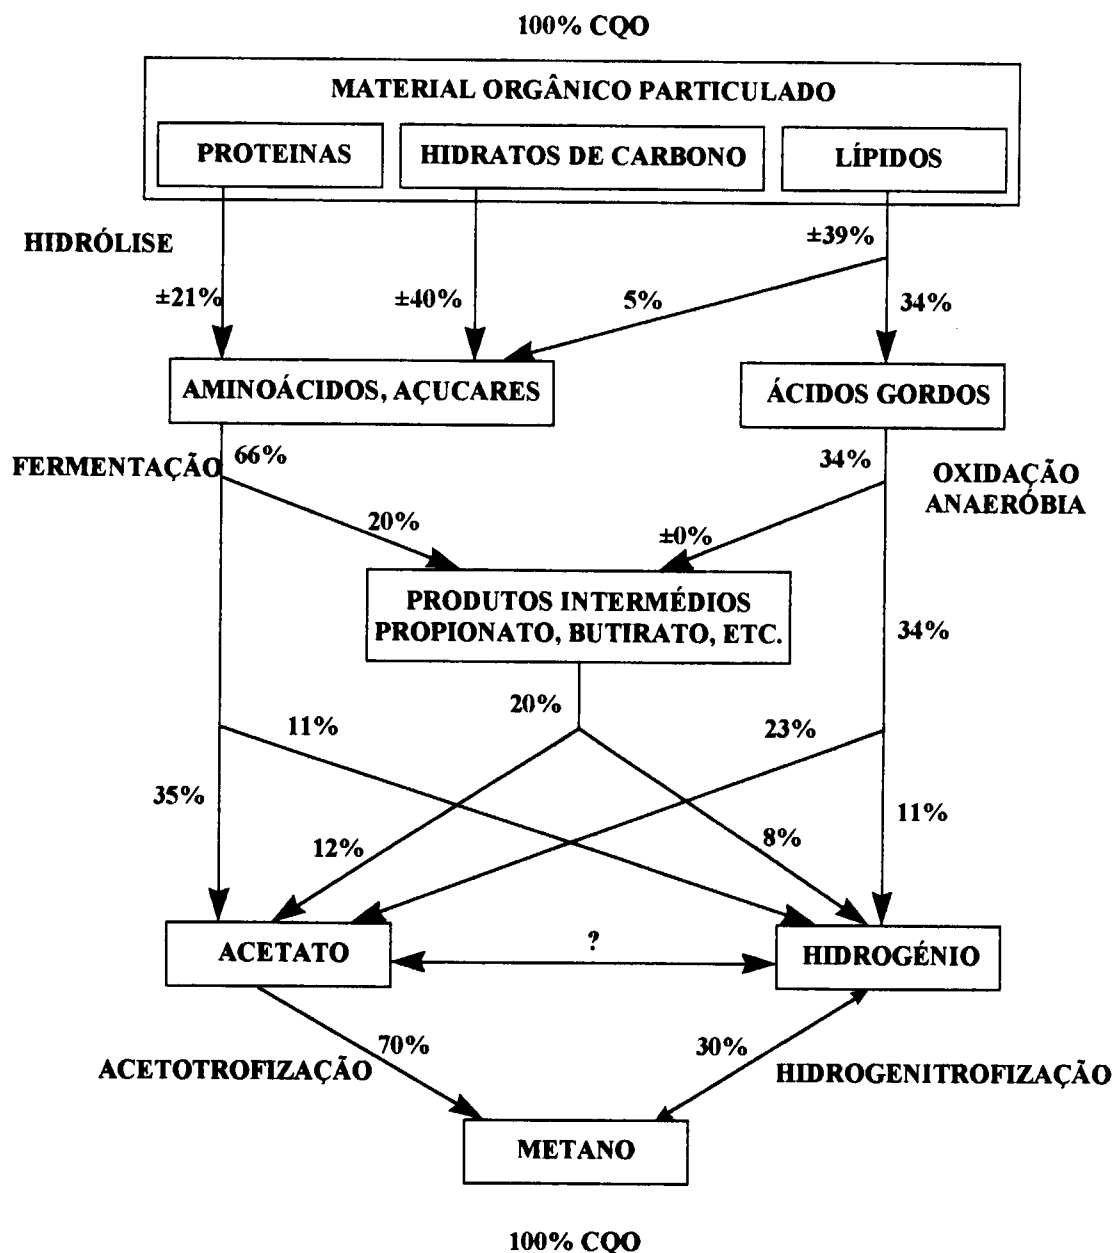 100% CQO
MATERIAL ORGÂNICO PARTICULADO
PROTEINAS
HIDRATOS DE CARBONO
LÍPIDOS
HIDRÓLISE
±39%
±21%
±40%
5%
34%
AMINOÁCIDOS, AÇUCARES
ÁCIDOS GORDOS
FERMENTAÇÃO
66%
34%
OXIDAÇÃO
ANAERÓBIA
20%
±0%
PRODUTOS INTERMÉDIOS
PROPIONATO, BUTIRATO, ETC.
34%
20%
11%
23%
35%
11%
12%
8%
ACETATO
?
HIDROGÉNIO
ACETOTROFIZAÇÃO
70%
30%
HIDROGENITROFIZAÇÃO
METANO
100% CQO